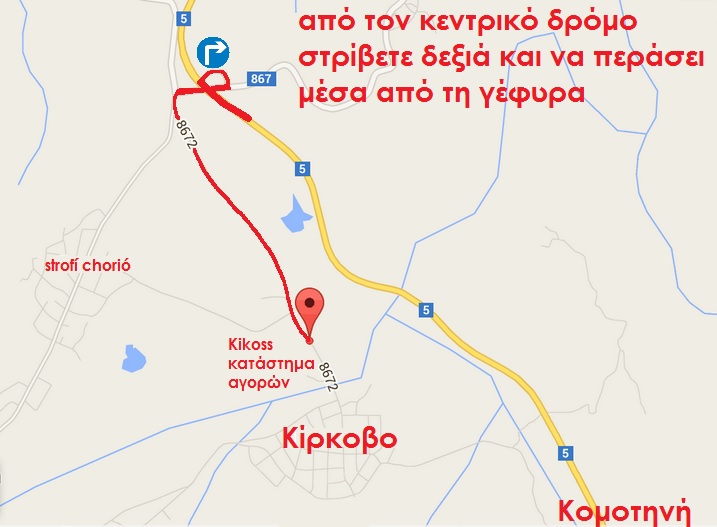 από τον κεντρικό δρόμο
στρίβετε δεξιά και να περάσει
μέσα από τη γέφυρα
5
867
8672
5
strofí chorió
5
Kikoss
κατάστημα
αγορών
8672
Κίρκοβο
5
Κομοτηνή